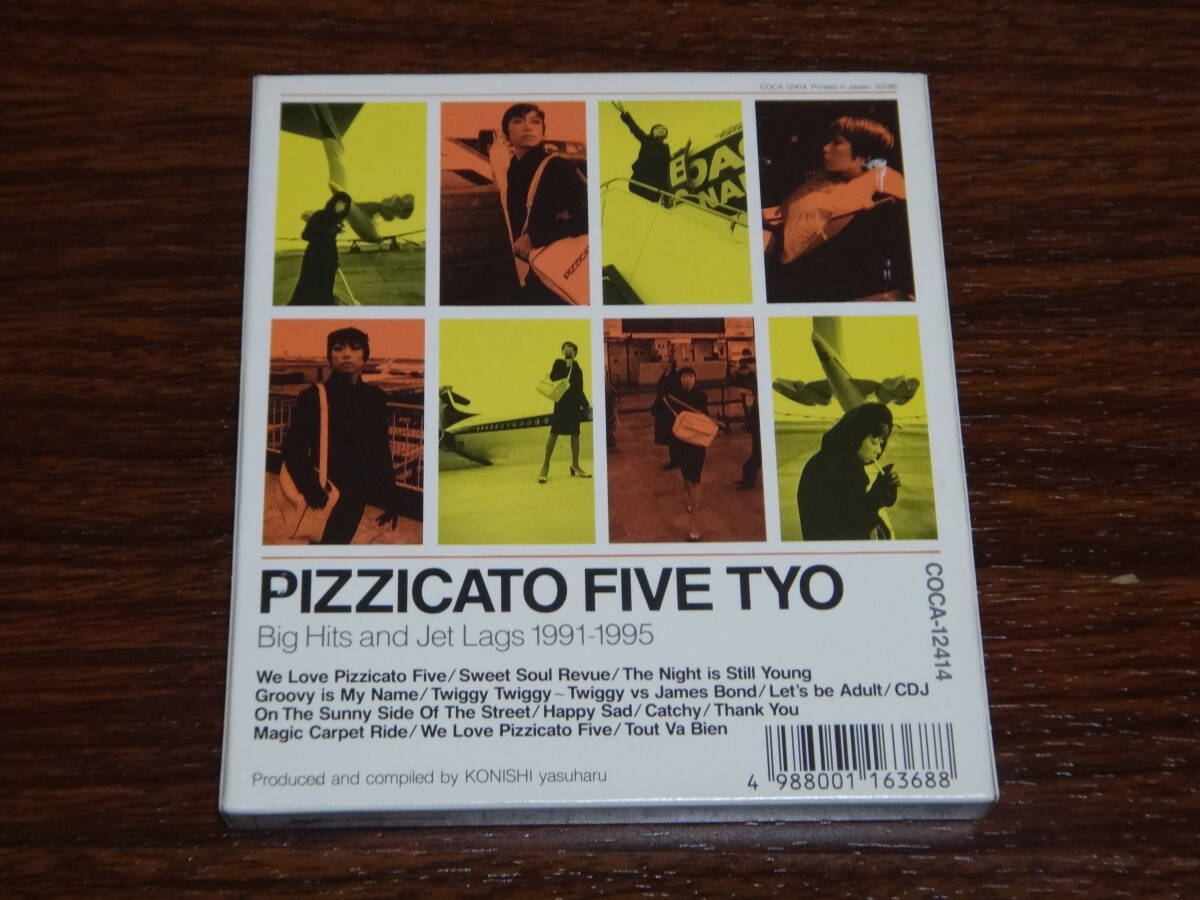 COCA-12414 Printed in Japan 03/95
PIZZICATO
PIZZICATO FIVE TYO
Big Hits and Jet Lags 1991-1995
We Love Pizzicato Five/Sweet Soul Revue/The Night is Still Young
Groovy is My Name/Twiggy Twiggy~Twiggy vs James Bond/Let's be Adult/CDJ
On The Sunny Side Of The Street/Happy Sad/Catchy/Thank You
Magic Carpet Ride/We Love Pizzicato Five/Tout Va Bien
Produced and compiled by KONISHI yasuharu
4 988001 163688
COCA-12414